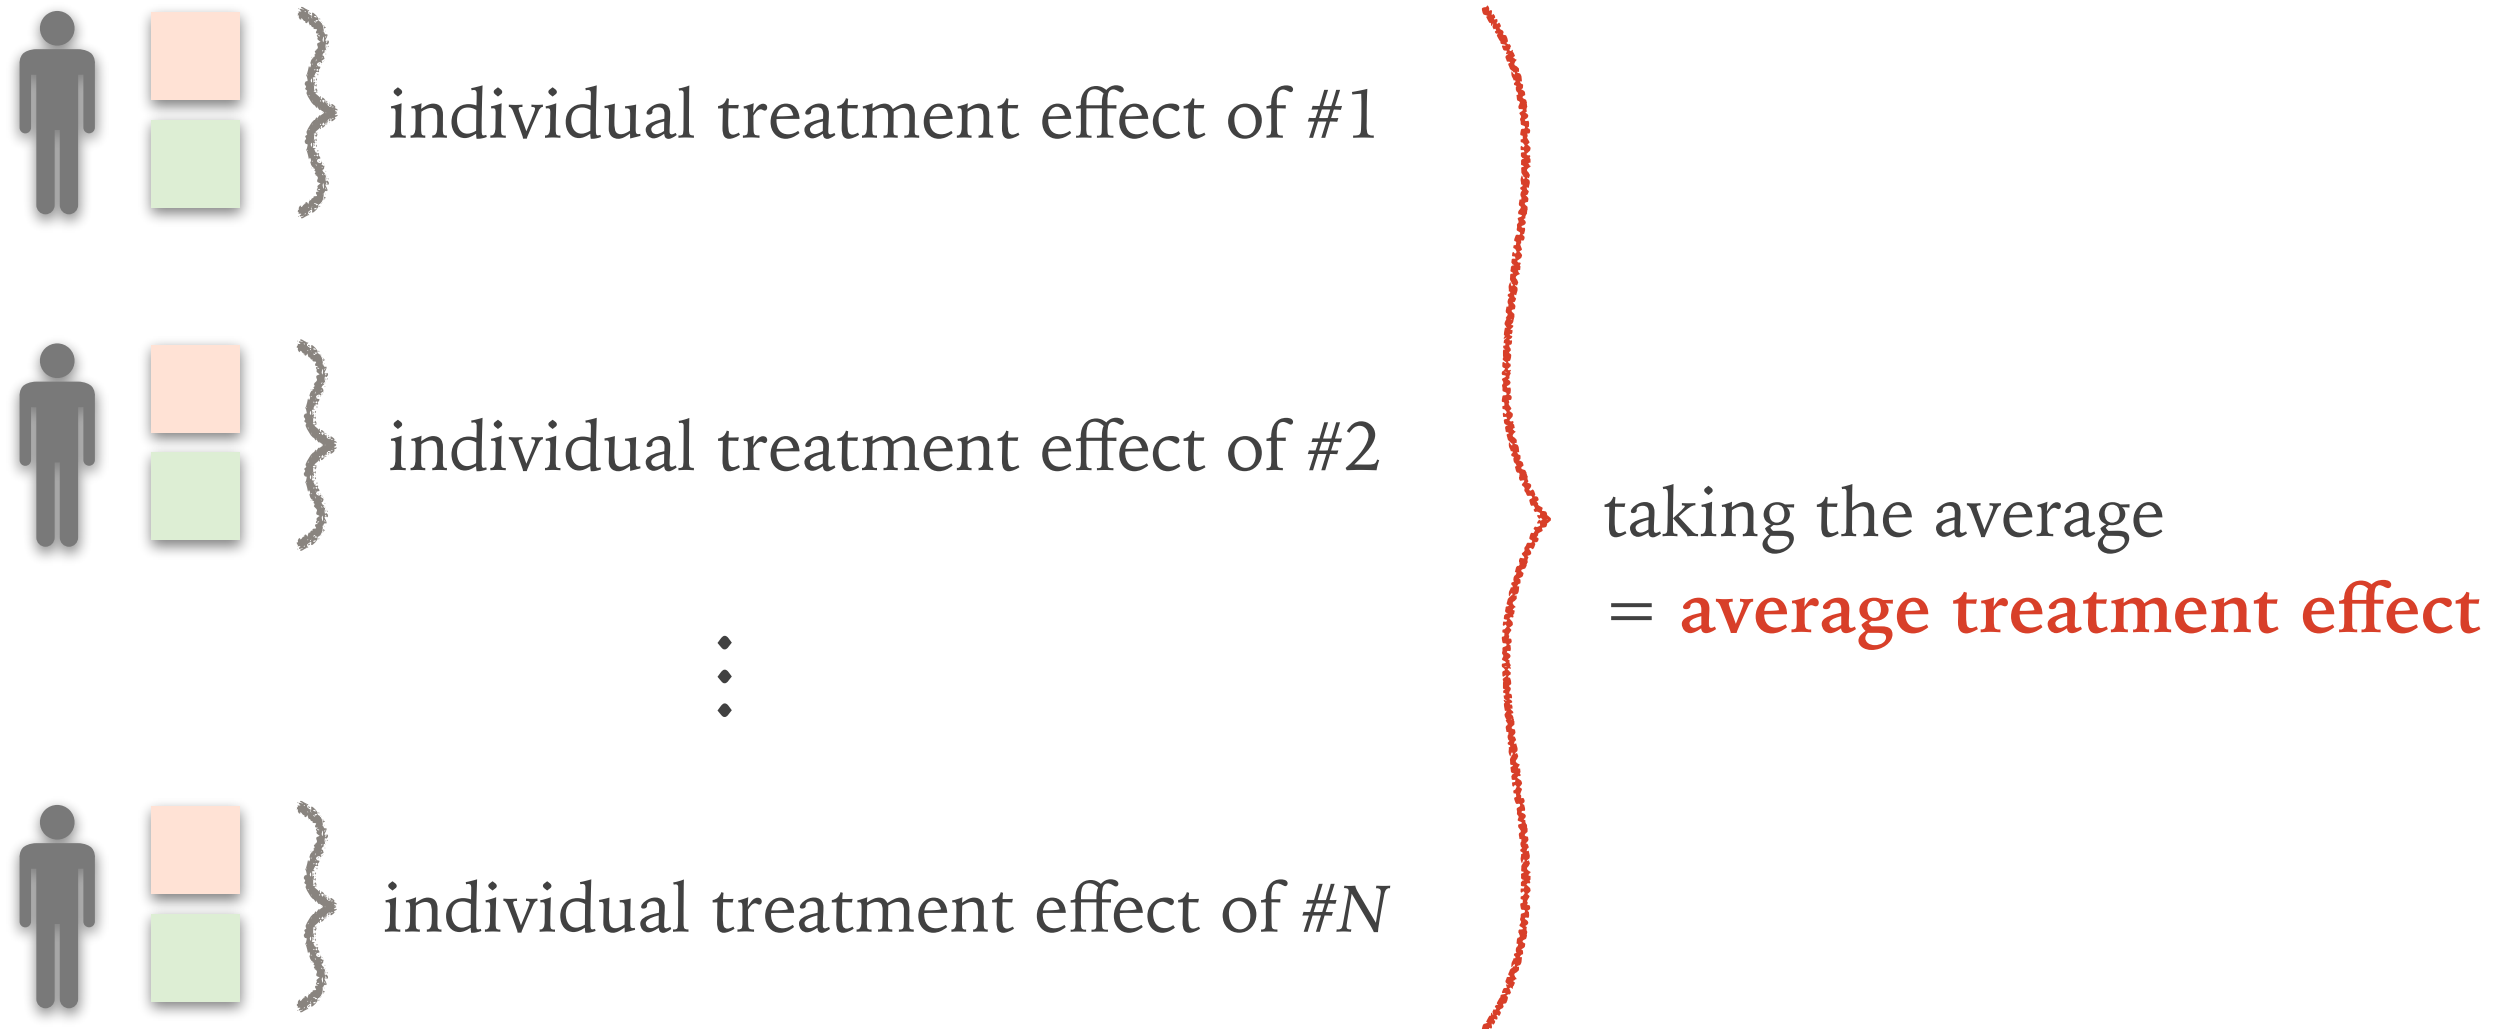 individual treatment effect of #1
individual treatment effect of #2
⋮
individual treatment effect of #N
taking the average
= average treatment effect